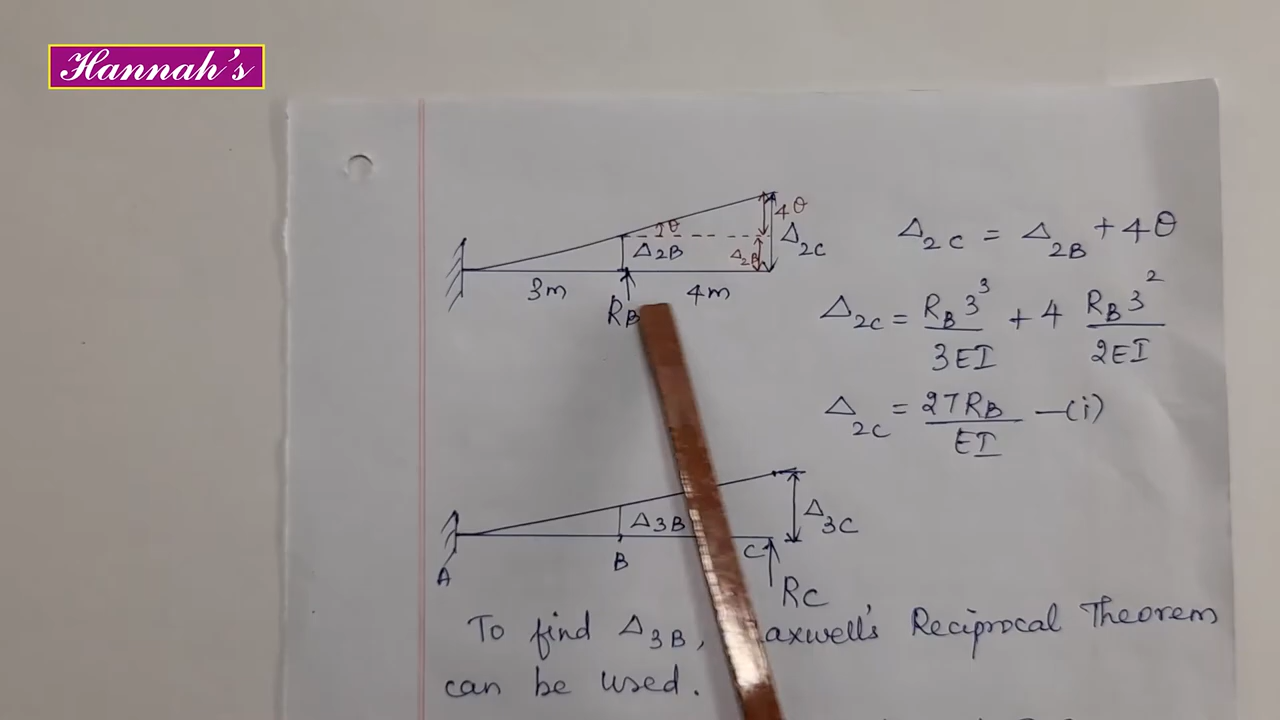 Hannah's
4θ
θ
Δ2C = Δ2B + 4θ
Δ2B
Δ2B
Δ2C
3m
4m
RB
Δ2C = RB 3³/3EI + 4 RB 3²/2EI
Δ2C = 27RB/EI —(i)
Δ3B
Δ3C
A
B
C
RC
To find Δ3B, Reciprocal Theorem
can be used.